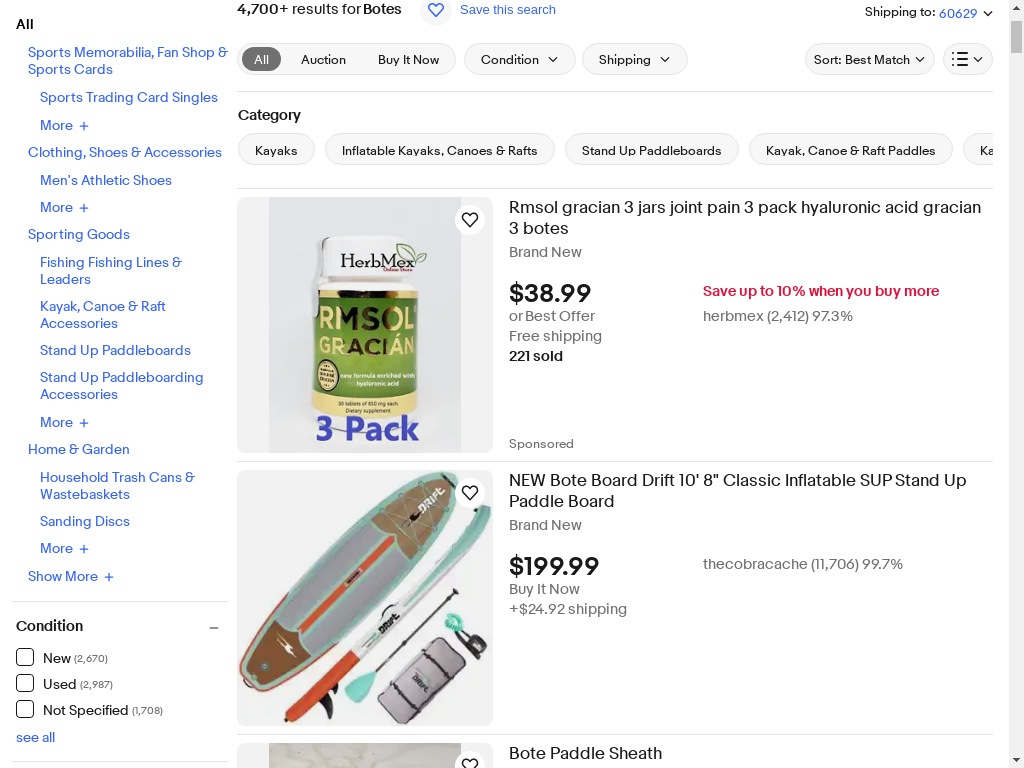 4,700+ results for Botes
Save this search
Shipping to: 60629
All
Sports Memorabilia, Fan Shop &
Sports Cards
Sports Trading Card Singles
More +
Clothing, Shoes & Accessories
Men's Athletic Shoes
More +
Sporting Goods
Fishing Fishing Lines &
Leaders
Kayak, Canoe & Raft
Accessories
Stand Up Paddleboards
Stand Up Paddleboarding
Accessories
More +
Home & Garden
Household Trash Cans &
Wastebaskets
Sanding Discs
More +
Show More +
Condition
New (2,670)
Used (2,987)
Not Specified (1,708)
see all
All
Auction
Buy It Now
Condition
Shipping
Sort: Best Match
Category
Kayaks
Inflatable Kayaks, Canoes & Rafts
Stand Up Paddleboards
Kayak, Canoe & Raft Paddles
Ka
HerbMex
Online Store
RMSOL
GRACIÁN
new formula enriched with
hyaluronic acid
30 tablets of 850 mg each
Dietary supplement
3 Pack
Rmsol gracian 3 jars joint pain 3 pack hyaluronic acid gracian
3 botes
Brand New
$38.99
or Best Offer
Free shipping
221 sold
Save up to 10% when you buy more
herbmex (2,412) 97.3%
Sponsored
DRIFT
DRIFT
DRIFT
NEW Bote Board Drift 10' 8" Classic Inflatable SUP Stand Up
Paddle Board
Brand New
$199.99
Buy It Now
+$24.92 shipping
thecobracache (11,706) 99.7%
Bote Paddle Sheath